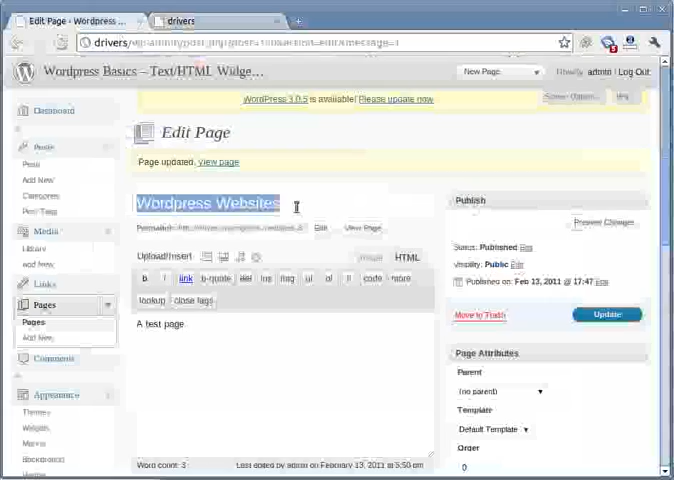 Edit Page - Wordpress ... drivers
drivers/
Wordpress Basics – Text/HTML Widge... New Page Howdy, admin | Log Out
WordPress 3.0.5 is available! Please update now Screen Options
Dashboard
Edit Page
Posts
Page updated. View page
Posts
Add New
Categories
Post Tags
Wordpress Websites
Publish
Preview Changes
Permalink: Edit View Page
Media
Library
Add New
Status: Published Edit
Visibility: Public Edit
Upload/Insert HTML
Links
b i link b-quote del ins img ul ol li code more
Published on: Feb 13, 2011 @ 17:47 Edit
lookup close tags
Pages
Pages
Add New
Move to Trash Update
A test page
Page Attributes
Comments
Parent
(no parent)
Appearance
Themes
Widgets
Menus
Background
Template
Default Template
Order
0
Word count: 3 Last edited by admin on February 13, 2011 at 5:50 pm